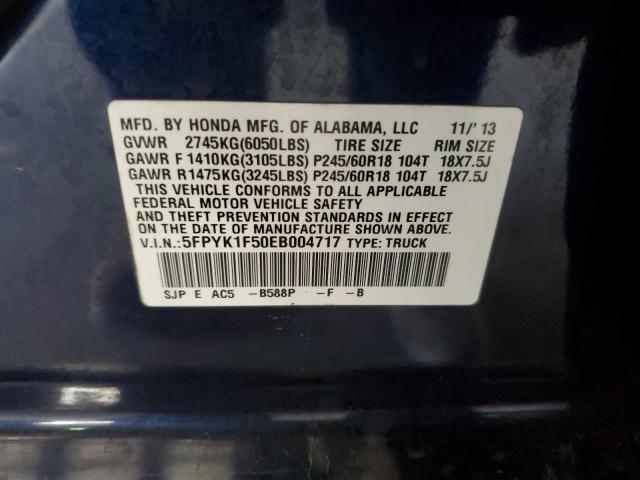 MFD. BY HONDA MFG. OF ALABAMA, LLC 11/'13
GVWR 2745KG(6050LBS) TIRE SIZE RIM SIZE
GAWR F1410KG(3105LBS) P245/60R18 104T 18X7.5J
GAWR R1475KG(3245LBS) P245/60R18 104T 18X7.5J
THIS VEHICLE CONFORMS TO ALL APPLICABLE
FEDERAL MOTOR VEHICLE SAFETY
AND THEFT PREVENTION STANDARDS IN EFFECT
ON THE DATE OF MANUFACTURE SHOWN ABOVE.
V.I.N.:5FPYK1F50EB004717 TYPE: TRUCK
SJP E AC5 -B588P -F -B